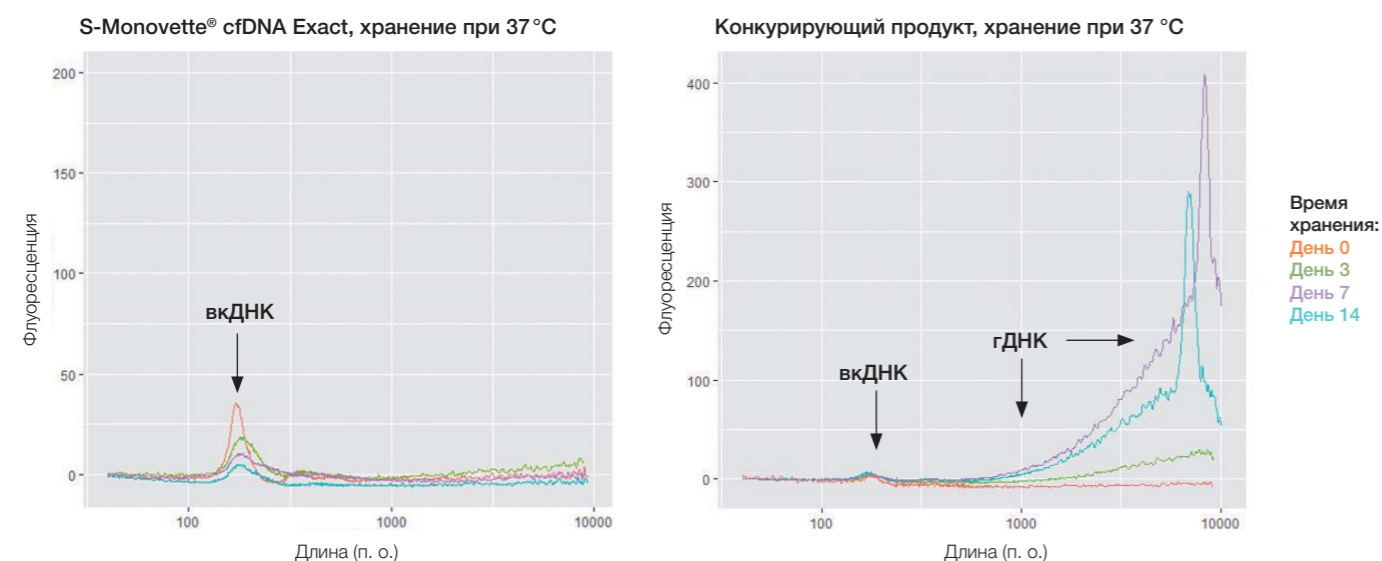 S-Monovette® cfDNA Exact, хранение при 37 °C
200
150
100
50
0
Флуоресценция
вкДНК
100
1000
10000
Длина (п. о.)
Конкурирующий продукт, хранение при 37 °C
400
300
200
100
0
Флуоресценция
вкДНК
гДНК
100
1000
10000
Длина (п. о.)
Время
хранения:
День 0
День 3
День 7
День 14